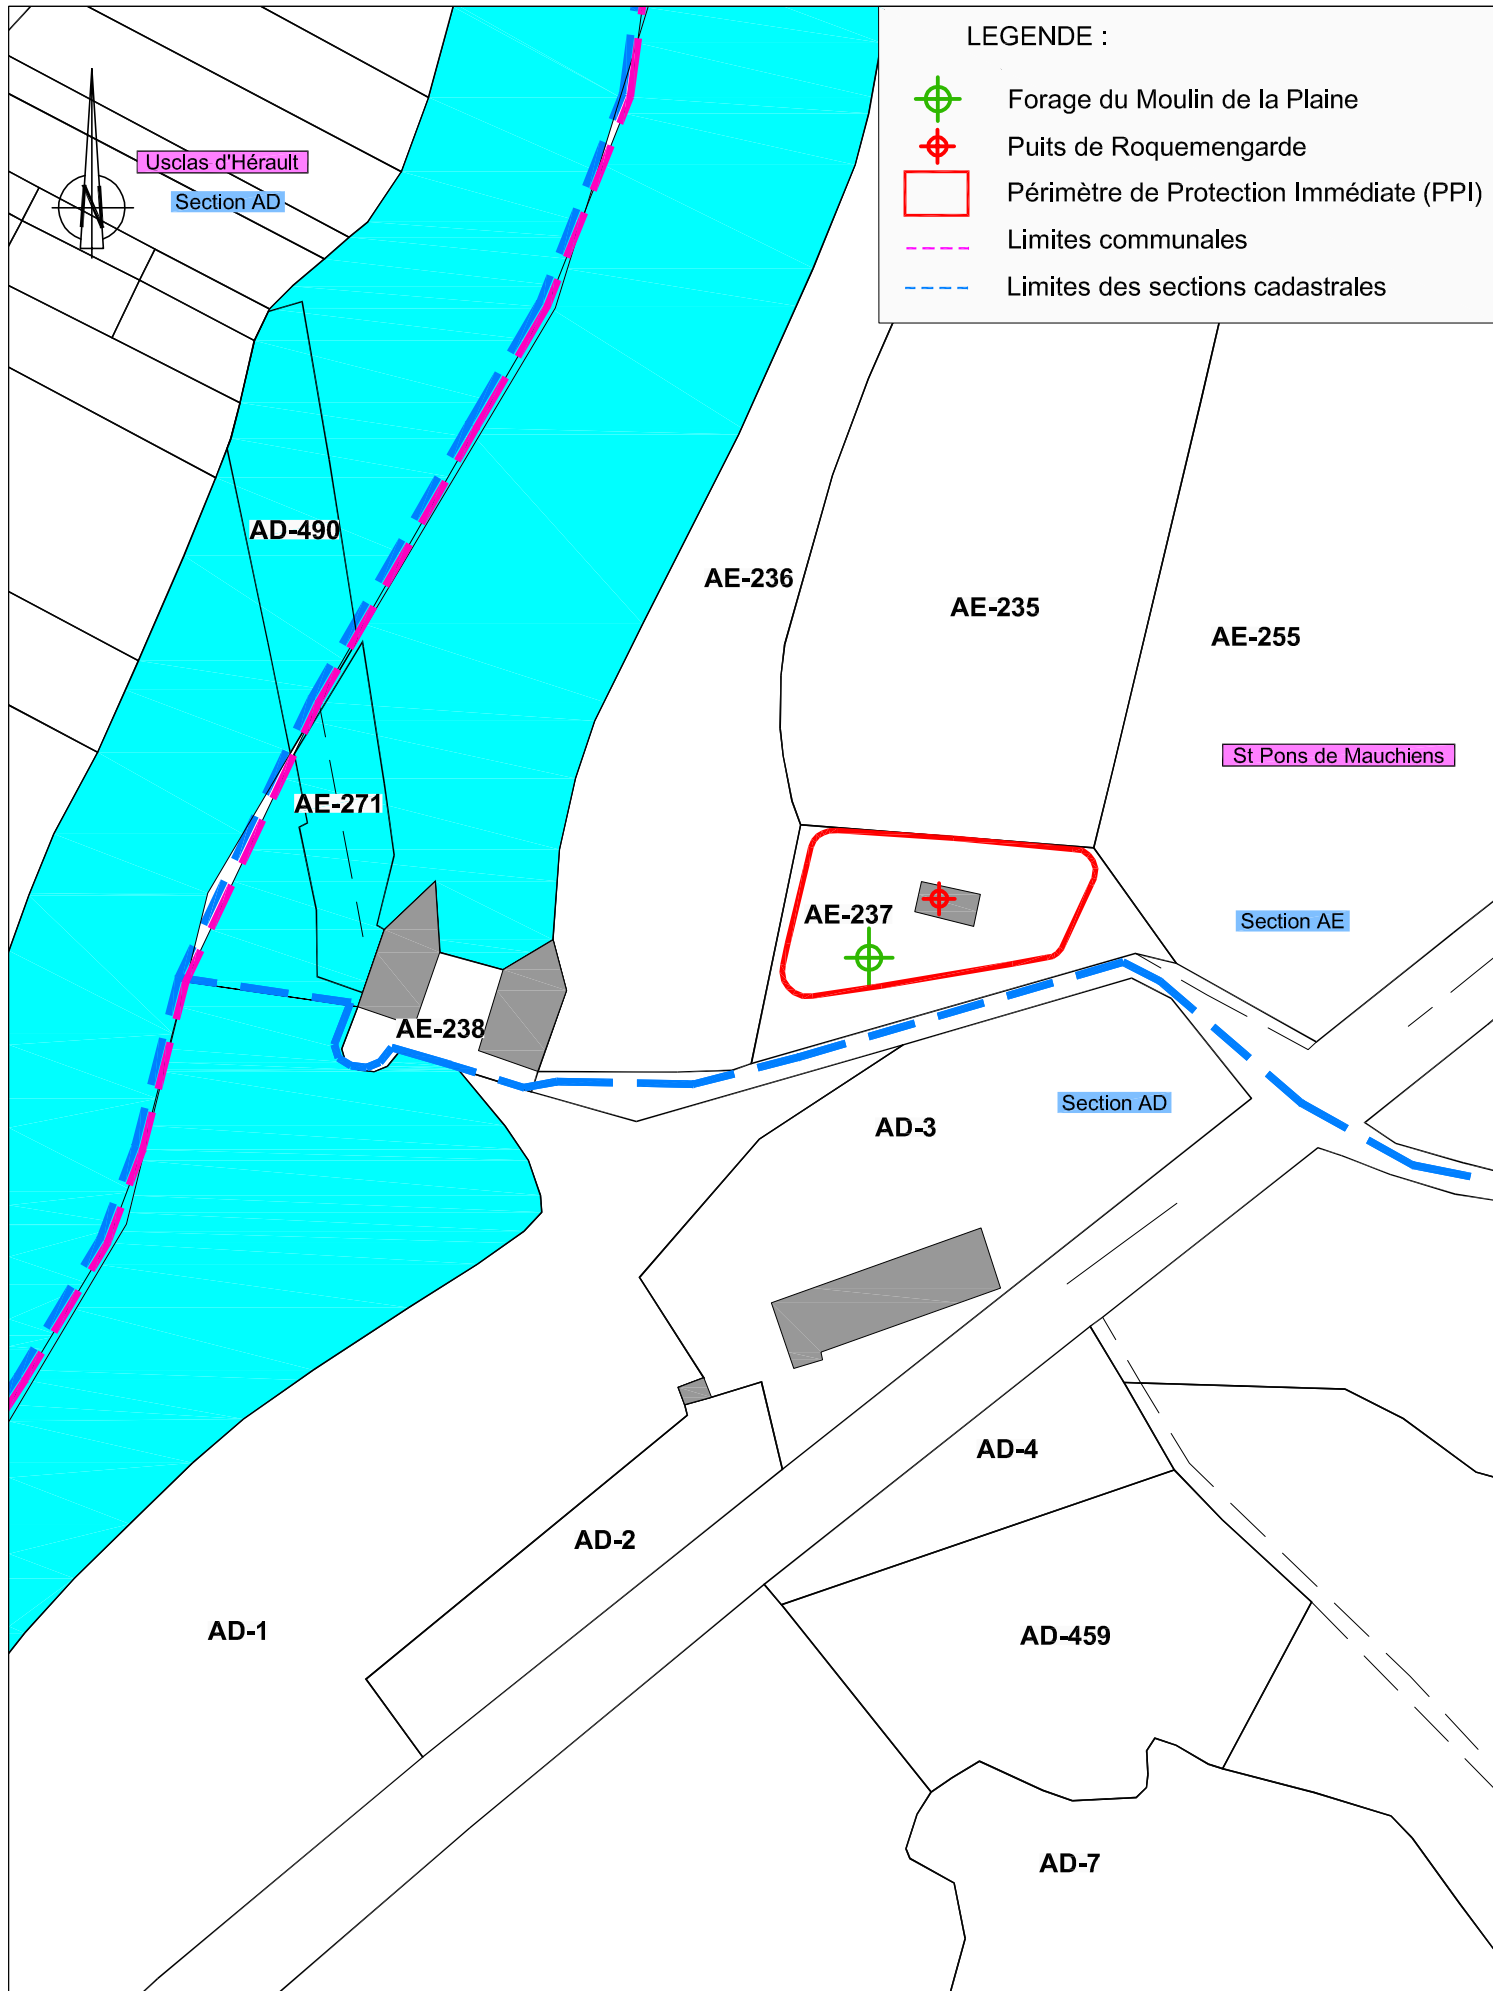 LEGENDE :
Forage du Moulin de la Plaine
Puits de Roquemengarde
Périmètre de Protection Immédiate (PPI)
Limites communales
Limites des sections cadastrales
Usclas d'Hérault
Section AD
N
AD-490
AE-236
AE-235
AE-255
St Pons de Mauchiens
AE-271
AE-237
Section AE
AE-238
Section AD
AD-3
AD-4
AD-2
AD-1
AD-459
AD-7